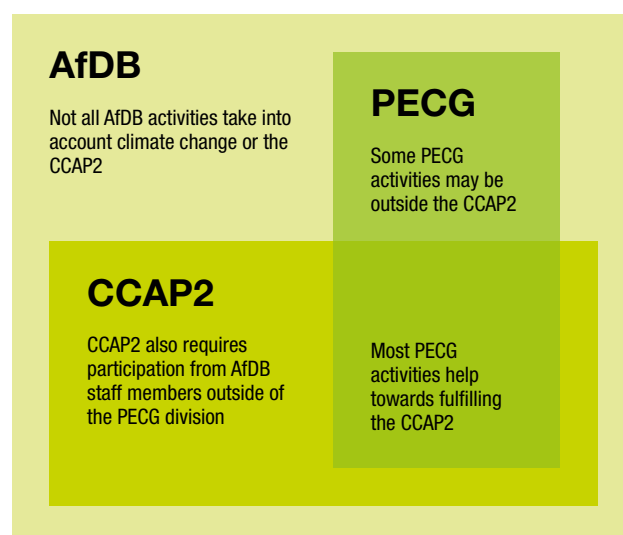 AfDB
Not all AfDB activities take into
account climate change or the
CCAP2
PECG
Some PECG
activities may be
outside the CCAP2
CCAP2
CCAP2 also requires
participation from AfDB
staff members outside of
the PECG division
Most PECG
activities help
towards fulfilling
the CCAP2